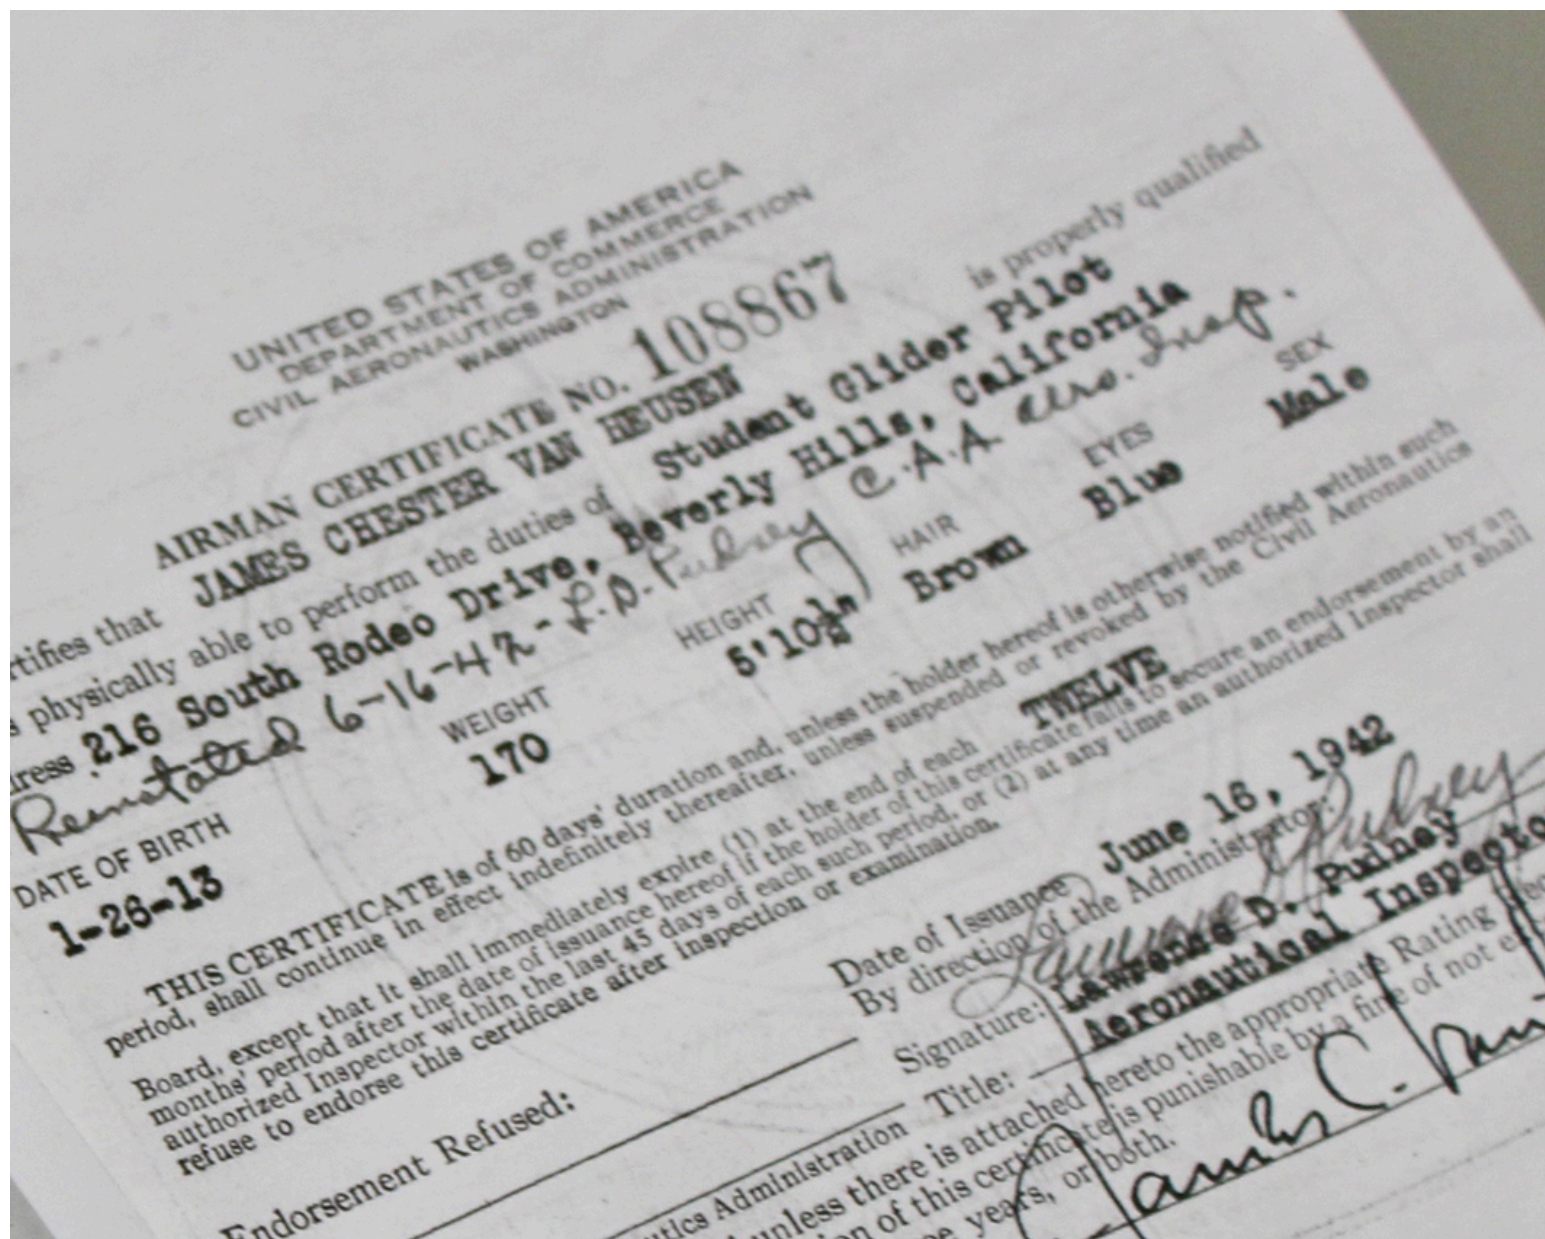 UNITED STATES OF AMERICA
DEPARTMENT OF COMMERCE
CIVIL AERONAUTICS ADMINISTRATION
WASHINGTON
AIRMAN CERTIFICATE NO. 108867
rtifies that JAMES CHESTER VAN HEUSEN is properly qualified
s physically able to perform the duties of Student Glider Pilot
dress 216 South Rodeo Drive, Beverly Hills, California
Reinstated 6-16-42 - L. D. Pudney C.A.A. Aero. Insp.
DATE OF BIRTH WEIGHT HEIGHT HAIR EYES SEX
1-26-13 170 5'10½" Brown Blue Male
THIS CERTIFICATE is of 60 days' duration and, unless the holder hereof is otherwise notified within such
period, shall continue in effect indefinitely thereafter, unless suspended or revoked by the Civil Aeronautics
Board, except that it shall immediately expire (1) at the end of each TWELVE
months' period after the date of issuance hereof if the holder of this certificate fails to secure an endorsement by an
authorized Inspector within the last 45 days of each such period, or (2) at any time an authorized Inspector shall
refuse to endorse this certificate after inspection or examination.
Date of Issuance June 16, 1942
By direction of the Administrator:
Lawrence D. Pudney
Signature: Lawrence D. Pudney
Title: Aeronautical Inspecto
Endorsement Refused:
utics Administration
unless there is attached hereto the appropriate Rating
on of this certificate is punishable by a fine of not e
years, or both.
James C. Van